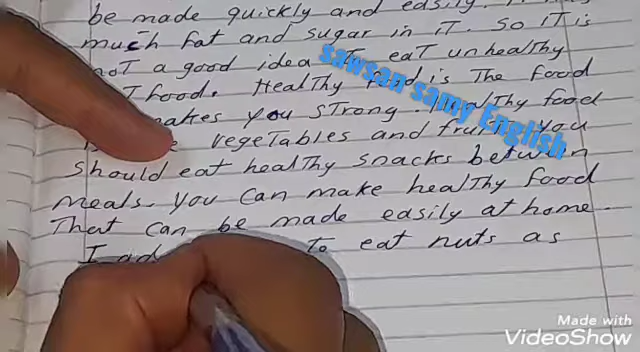 be made quickly and easily.
much fat and sugar in it. So it is
not a good idea eat unhealthy
food. Healthy food is the food
makes you strong. Healthy food
vegetables and fruit. you
should eat healthy snacks between
meals. you can make healthy food
That can be made easily at home.
I to eat nuts as
sawsan samy English
Made with
VideoShow